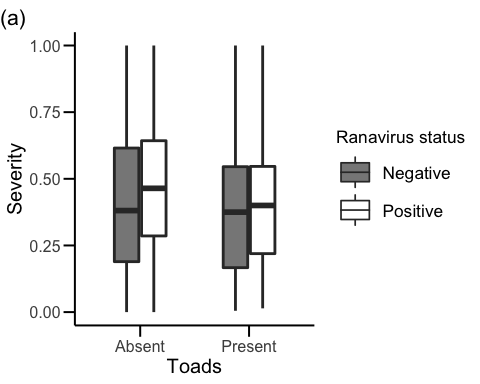 (a)
1.00
0.75
0.50
0.25
0.00
Severity
Absent
Present
Toads
Ranavirus status
Negative
Positive